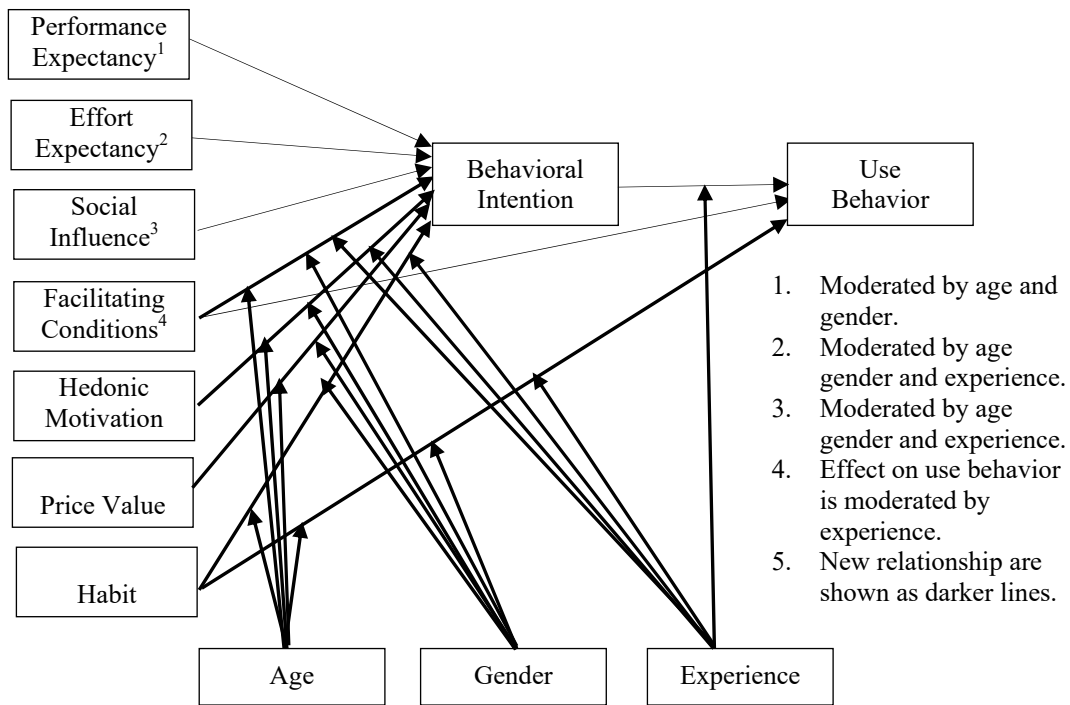 Performance
Expectancy1
Effort
Expectancy2
Social
Influence3
Facilitating
Conditions4
Hedonic
Motivation
Price Value
Habit
Behavioral
Intention
Use
Behavior
1. Moderated by age and
gender.
2. Moderated by age
gender and experience.
3. Moderated by age
gender and experience.
4. Effect on use behavior
is moderated by
experience.
5. New relationship are
shown as darker lines.
Age
Gender
Experience